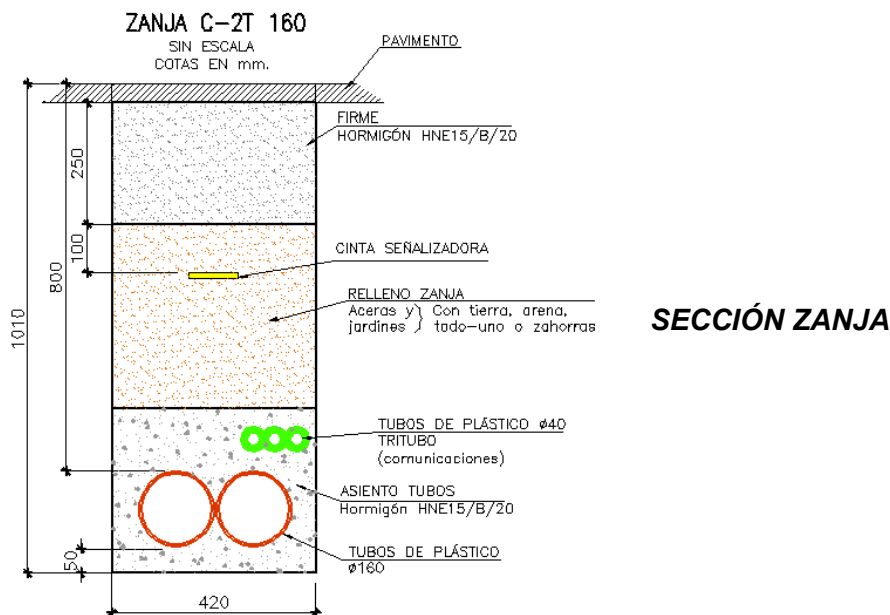 ZANJA C-2T 160
SIN ESCALA
COTAS EN mm.
PAVIMENTO
FIRME
HORMIGÓN HNE15/B/20
250
100
CINTA SEÑALIZADORA
800
RELLENO ZANJA
Aceras y } Con tierra, arena,
jardines } todo-uno o zahorras
1010
SECCIÓN ZANJA
TUBOS DE PLÁSTICO ø40
TRITUBO
(comunicaciones)
ASIENTO TUBOS
Hormigón HNE15/B/20
50
TUBOS DE PLÁSTICO
ø160
420